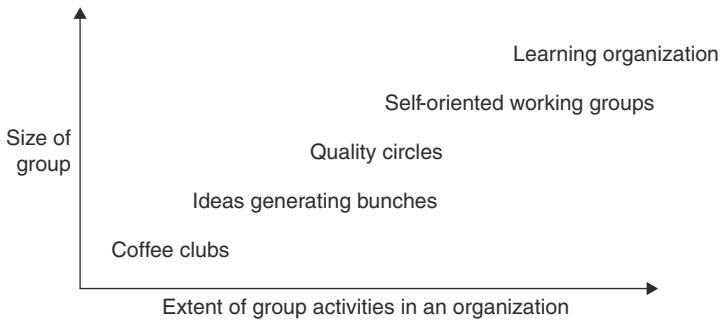 Learning organization
Self-oriented working groups
Size of
group
Quality circles
Ideas generating bunches
Coffee clubs
Extent of group activities in an organization